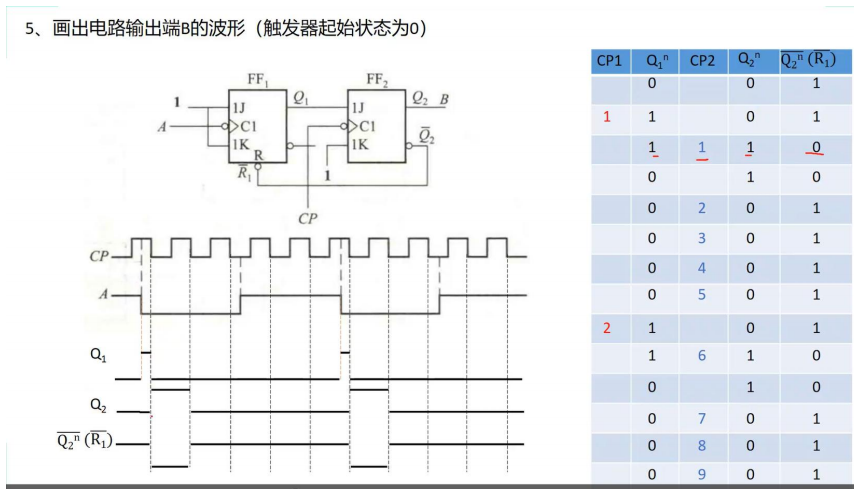 5、画出电路输出端B的波形（触发器起始状态为0）
FF₁ FF₂
1 1J Q₁ 1J Q₂ B
A C1 C1
1K 1K Q̅₂
R
R̅₁ 1
CP
CP
A
Q₁
Q₂
Q̅₂ⁿ (R̅₁)
CP1 Q₁ⁿ CP2 Q₂ⁿ Q̅₂ⁿ (R̅₁)
0 0 1
1 1 0 1
1 1 1 0
0 1 0
0 2 0 1
0 3 0 1
0 4 0 1
0 5 0 1
2 1 0 1
1 6 1 0
0 1 0
0 7 0 1
0 8 0 1
0 9 0 1